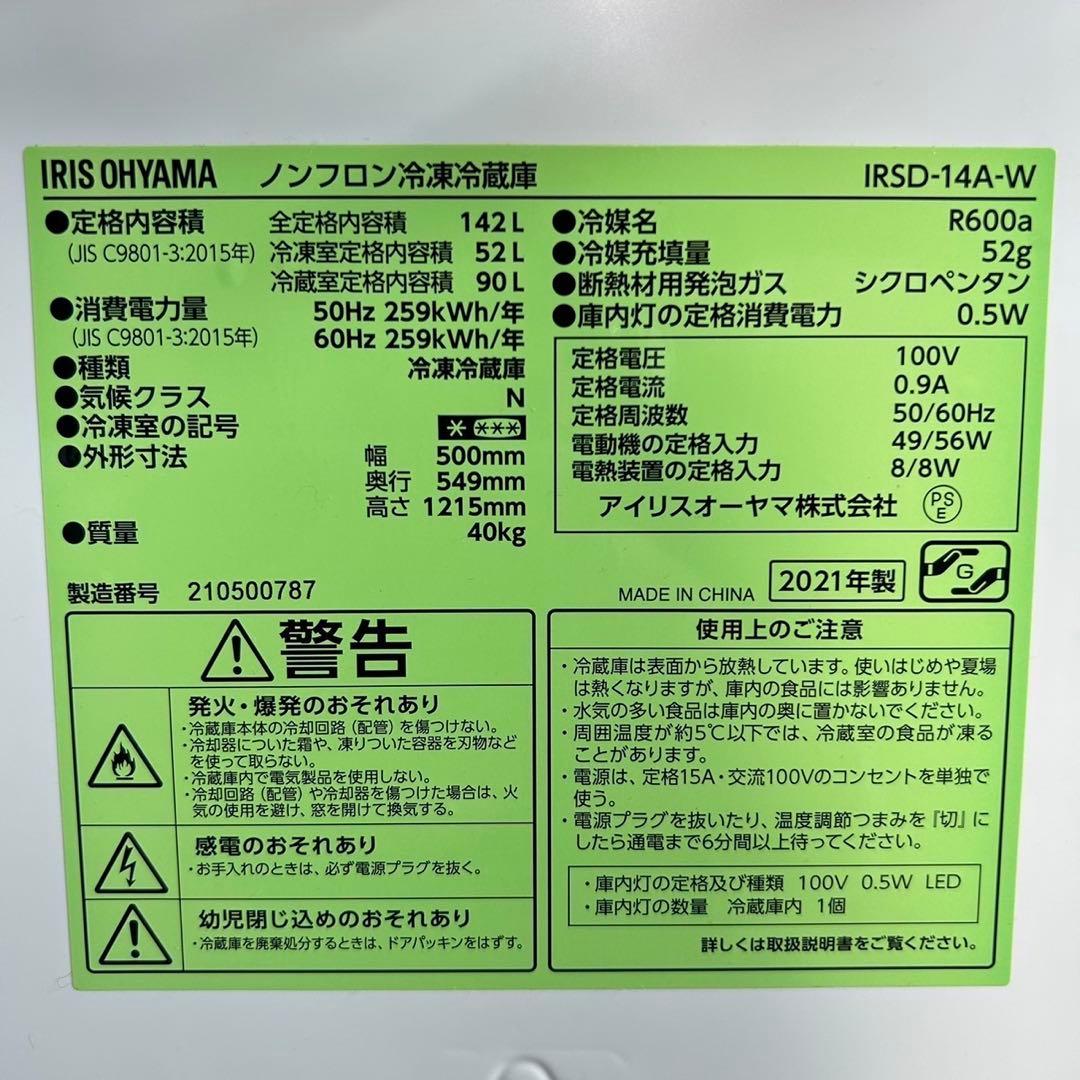 IRIS OHYAMA ノンフロン冷凍冷蔵庫 IRSD-14A-W
●定格内容積 全定格内容積 142L
(JIS C9801-3:2015年) 冷凍室定格内容積 52L
冷蔵室定格内容積 90L
●消費電力量 50Hz 259kWh/年
(JIS C9801-3:2015年) 60Hz 259kWh/年
●種類 冷凍冷蔵庫
●気候クラス N
●冷凍室の記号 * ***
●外形寸法 幅 500mm
奥行 549mm
高さ 1215mm
●質量 40kg
製造番号 210500787
●冷媒名 R600a
●冷媒充填量 52g
●断熱材用発泡ガス シクロペンタン
●庫内灯の定格消費電力 0.5W
定格電圧 100V
定格電流 0.9A
定格周波数 50/60Hz
電動機の定格入力 49/56W
電熱装置の定格入力 8/8W
アイリスオーヤマ株式会社 PSE
MADE IN CHINA 2021年製 G
警告
発火・爆発のおそれあり
・冷蔵庫本体の冷却回路（配管）を傷つけない。
・冷却器についた霜や、凍りついた容器を刃物など
を使って取らない。
・冷蔵庫内で電気製品を使用しない。
・冷却回路（配管）や冷却器を傷つけた場合は、火
気の使用を避け、窓を開けて換気する。
感電のおそれあり
・お手入れのときは、必ず電源プラグを抜く。
幼児閉じ込めのおそれあり
・冷蔵庫を廃棄処分するときは、ドアパッキンをはずす。
使用上のご注意
・冷蔵庫は表面から放熱しています。使いはじめや夏場
は熱くなりますが、庫内の食品には影響ありません。
・水気の多い食品は庫内の奥に置かないでください。
・周囲温度が約5℃以下では、冷蔵室の食品が凍る
ことがあります。
・電源は、定格15A・交流100Vのコンセントを単独で
使う。
・電源プラグを抜いたり、温度調節つまみを『切』に
したら通電まで6分間以上待ってください。
・庫内灯の定格及び種類 100V 0.5W LED
・庫内灯の数量 冷蔵庫内 1個
詳しくは取扱説明書をご覧ください。